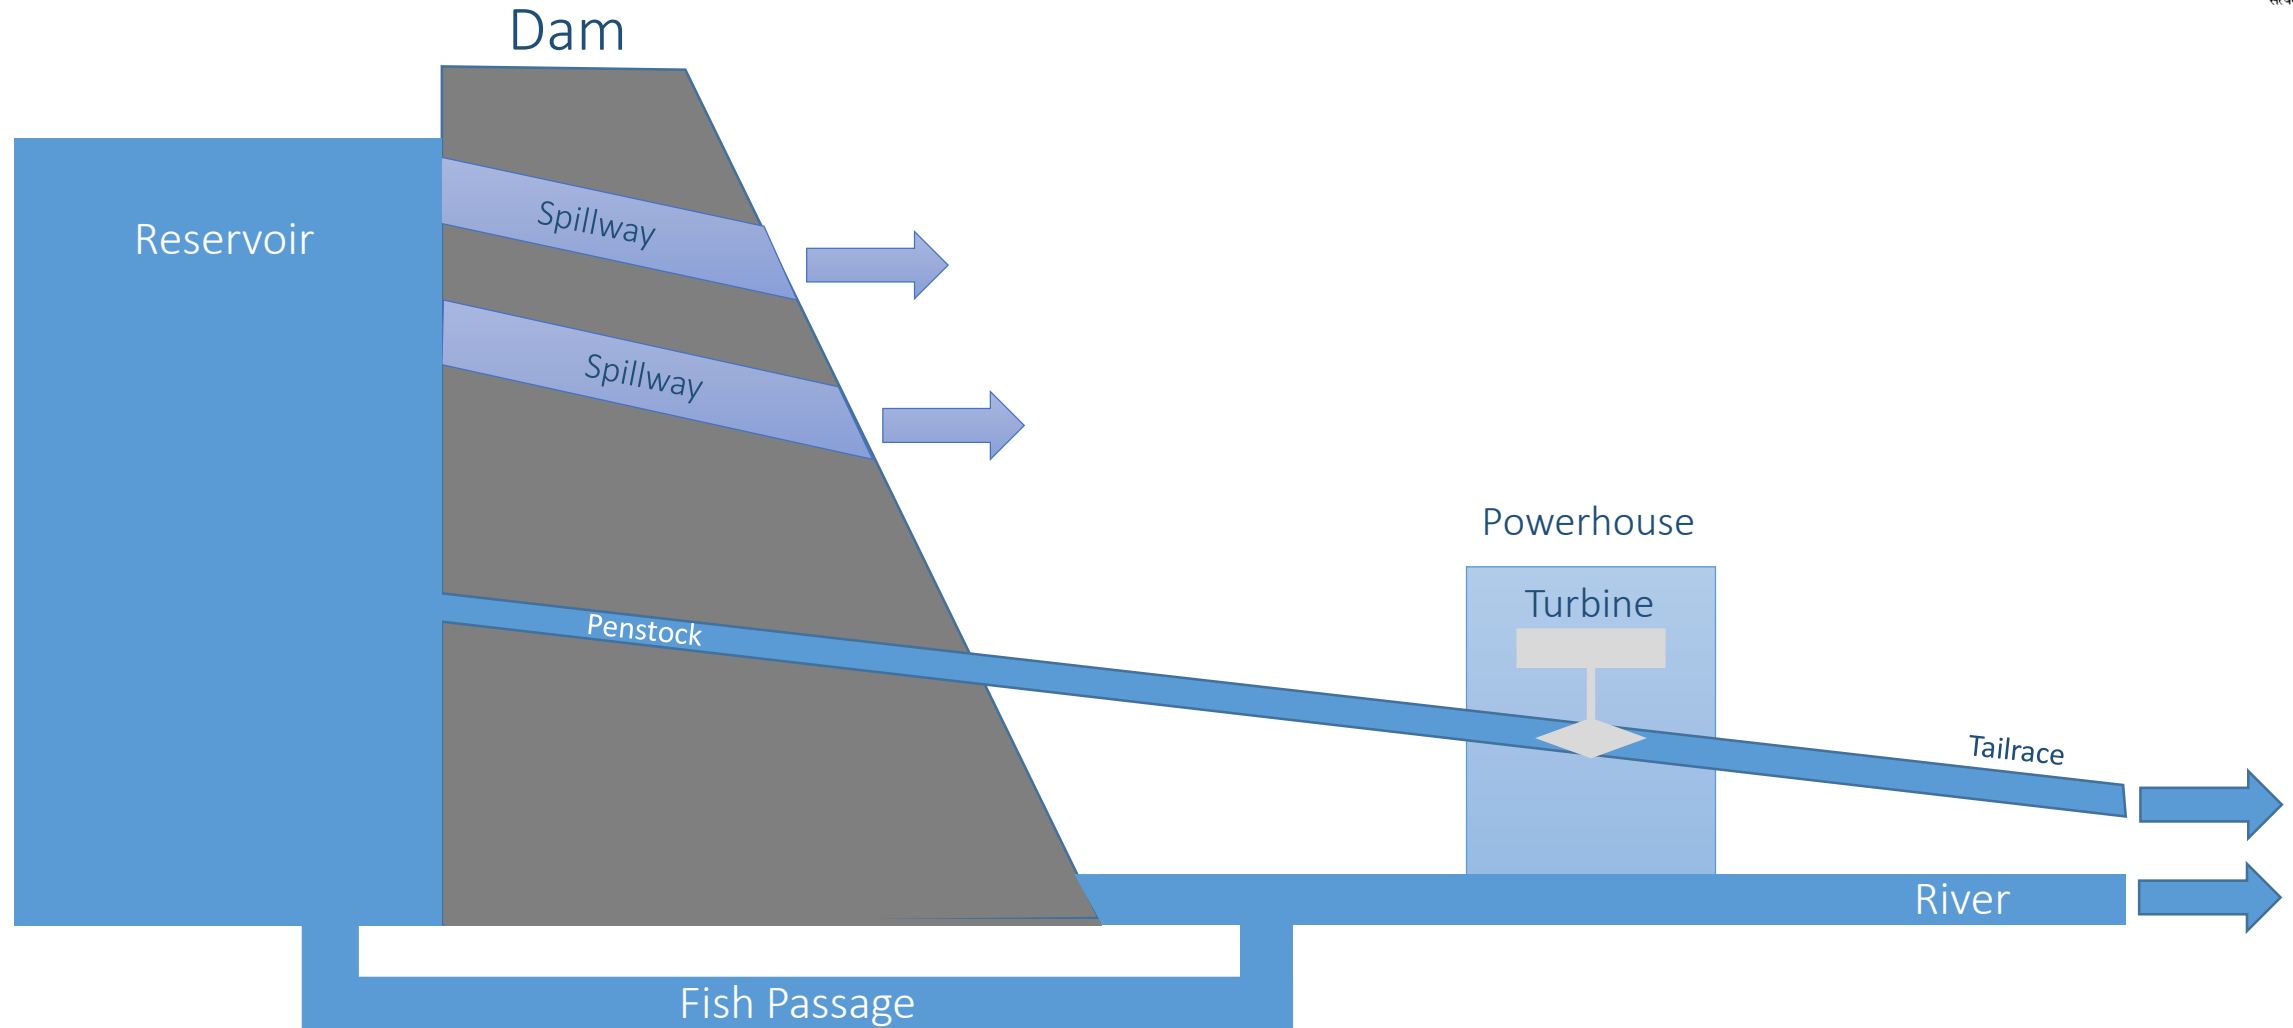 Dam
Reservoir
Spillway
Spillway
Powerhouse
Turbine
Penstock
Tailrace
River
Fish Passage